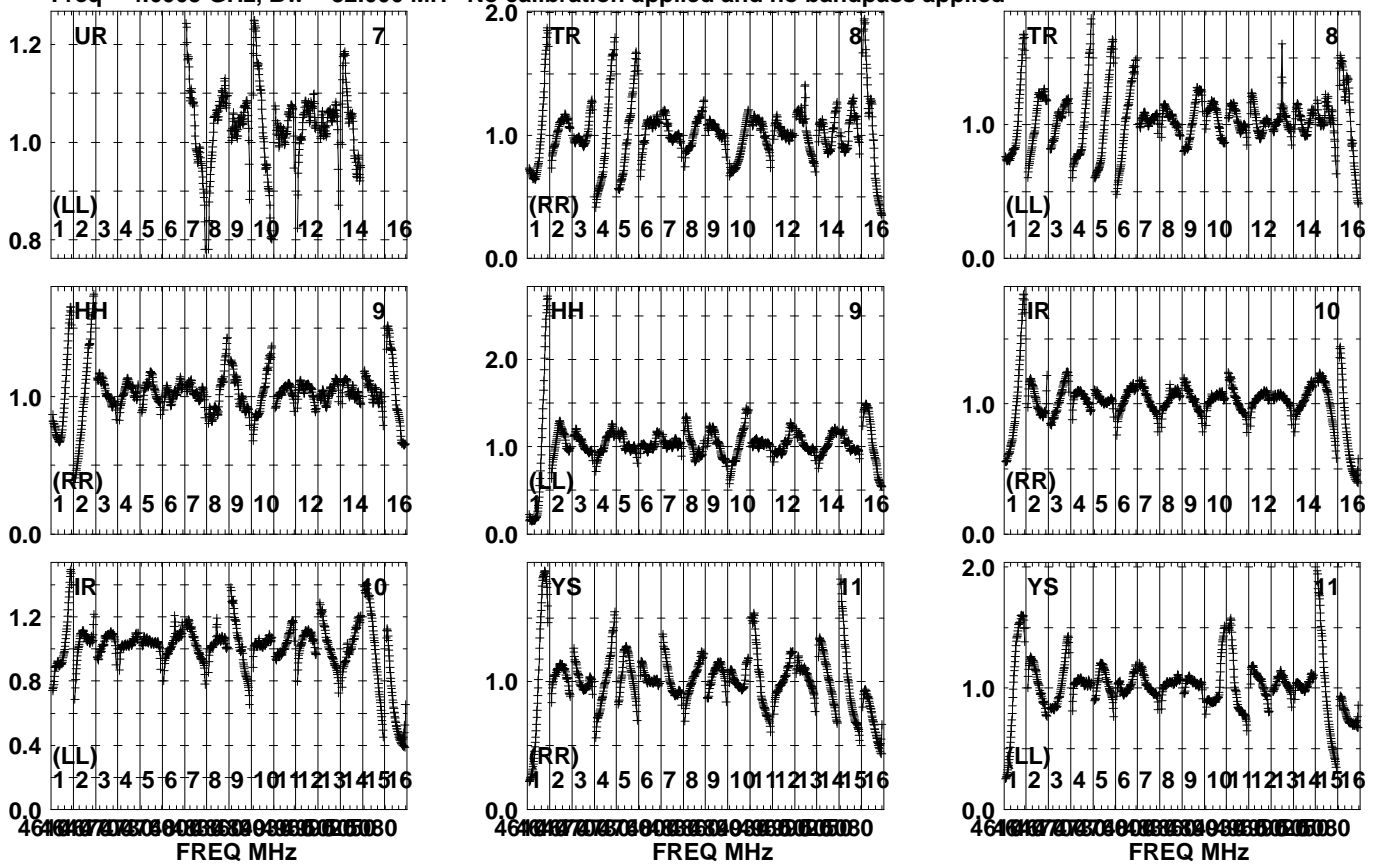 UR 7 TR 8 TR 8
1.2 2.0
1.0 1.0 1.0
(LL) (RR) (LL)
1 2 3 4 5 6 7 8 9 10 12 14 16 1 2 3 4 5 6 7 8 9 10 12 14 16 1 2 3 4 5 6 7 8 9 10 12 14 16
0.8 0.0 0.0
HH 9 HH 9 IR 10
2.0
1.0 1.0 1.0
(RR) (LL) (RR)
1 2 3 4 5 6 7 8 9 10 12 14 16 1 2 3 4 5 6 7 8 9 10 12 14 16 1 2 3 4 5 6 7 8 9 10 12 14 16
0.0 0.0 0.0
2.0
IR 10 YS 11 YS 11
1.2
0.8 1.0 1.0
0.4
(LL) (RR) (LL)
1 2 3 4 5 6 7 8 9 10 11 12 13 14 15 16 1 2 3 4 5 6 7 8 9 10 11 12 13 14 15 16 1 2 3 4 5 6 7 8 9 10 11 12 13 14 15 16
0.0 0.0 0.0
FREQ MHz FREQ MHz FREQ MHz